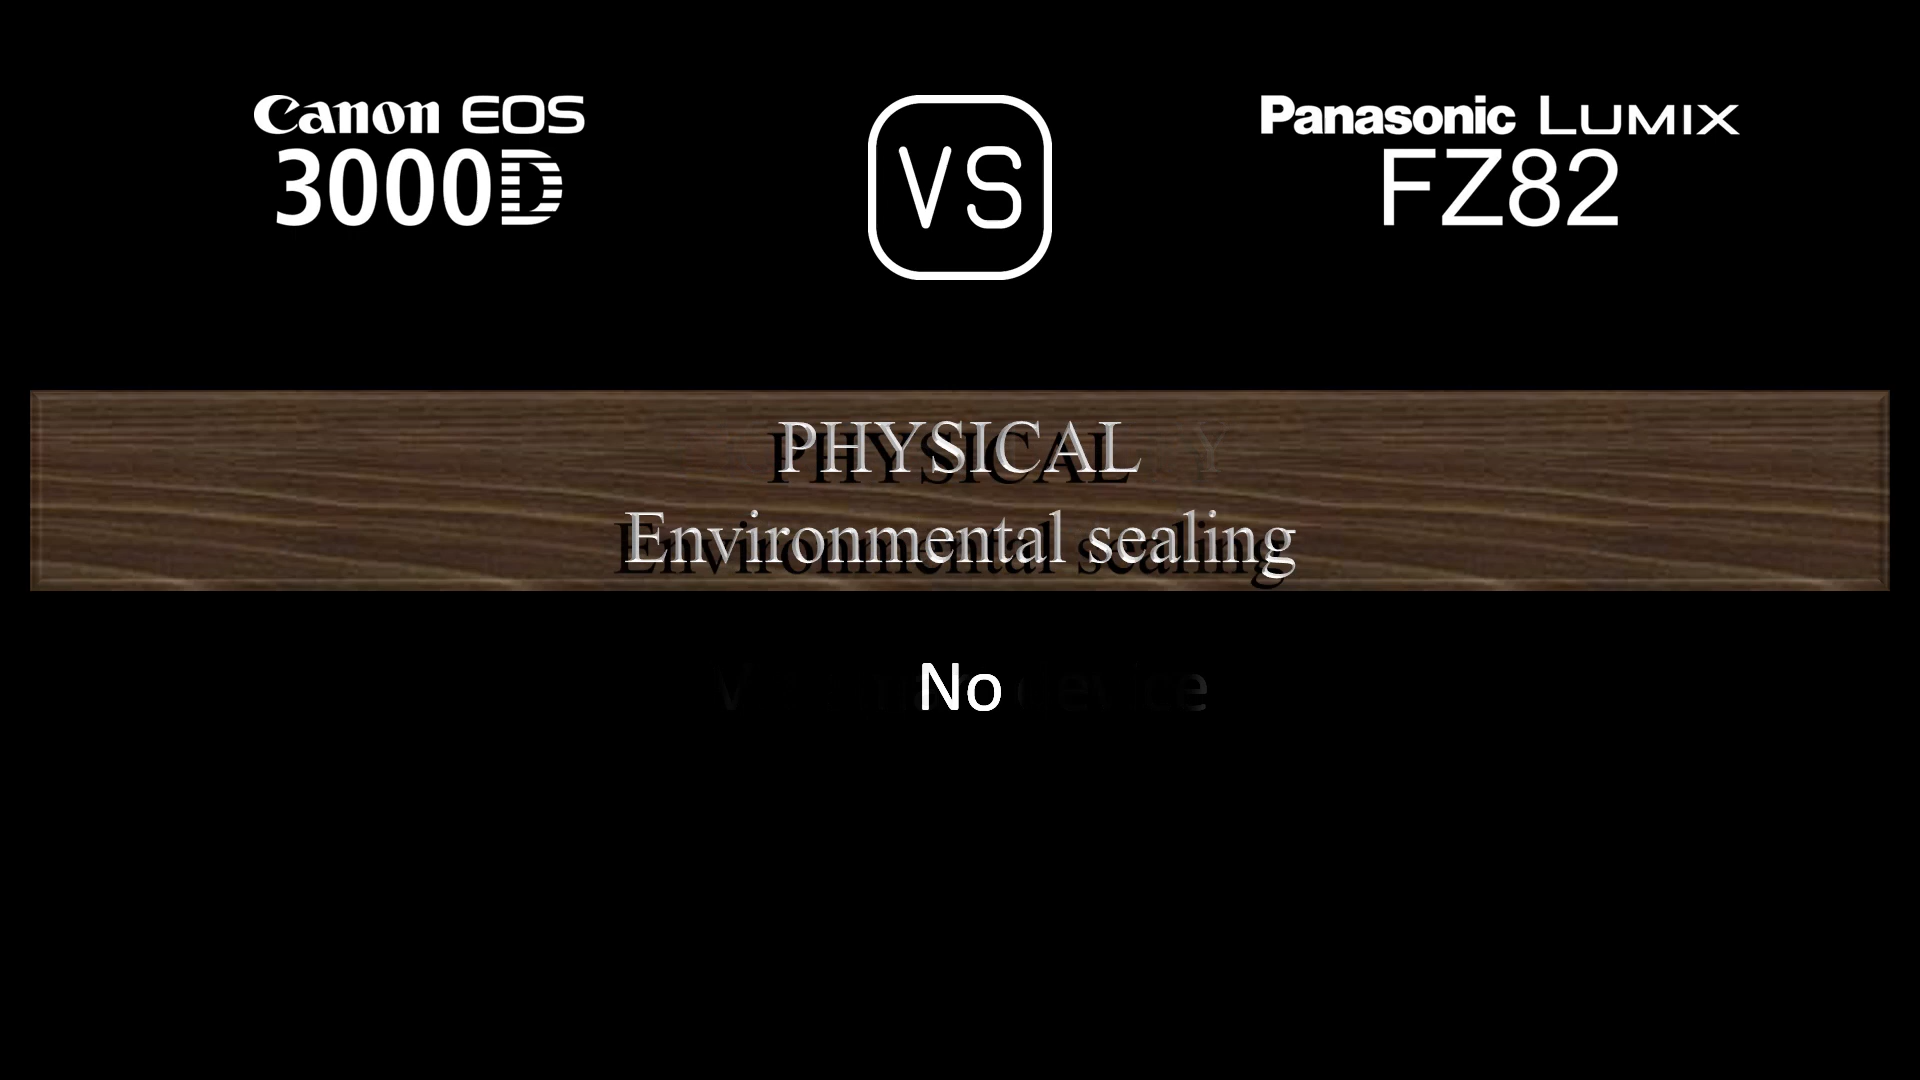 Canon EOS
3000D
VS
Panasonic LUMIX
FZ82
PHYSICAL
Environmental sealing
No